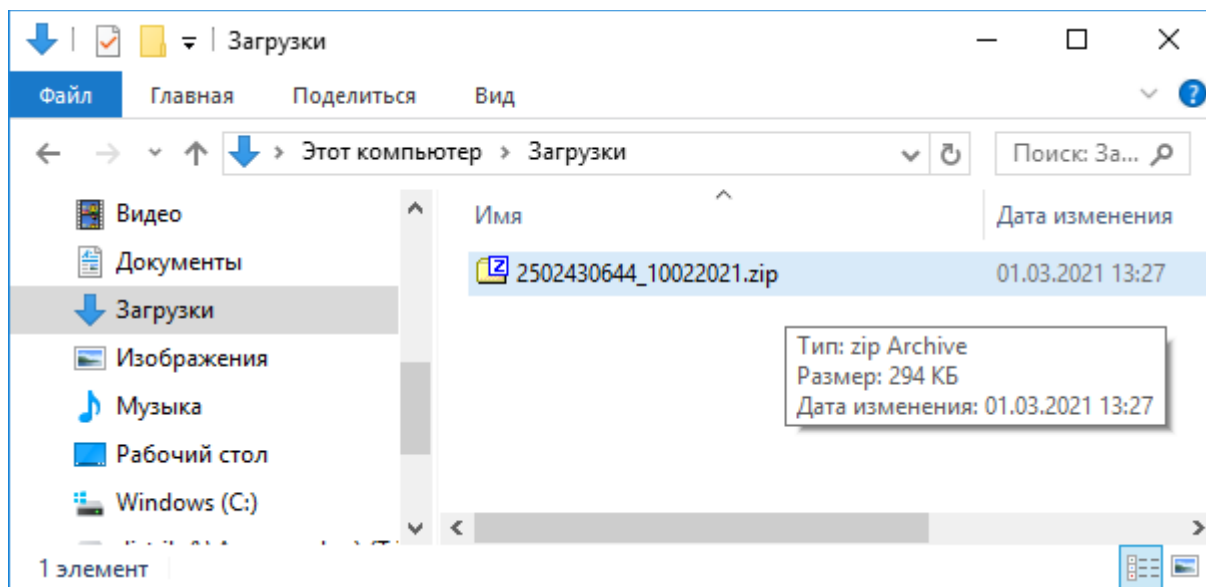 Загрузки
Файл Главная Поделиться Вид
Этот компьютер Загрузки Поиск: За...
Видео
Документы
Загрузки
Изображения
Музыка
Рабочий стол
Windows (C:)
Имя Дата изменения
2502430644_10022021.zip 01.03.2021 13:27
Тип: zip Archive
Размер: 294 КБ
Дата изменения: 01.03.2021 13:27
1 элемент